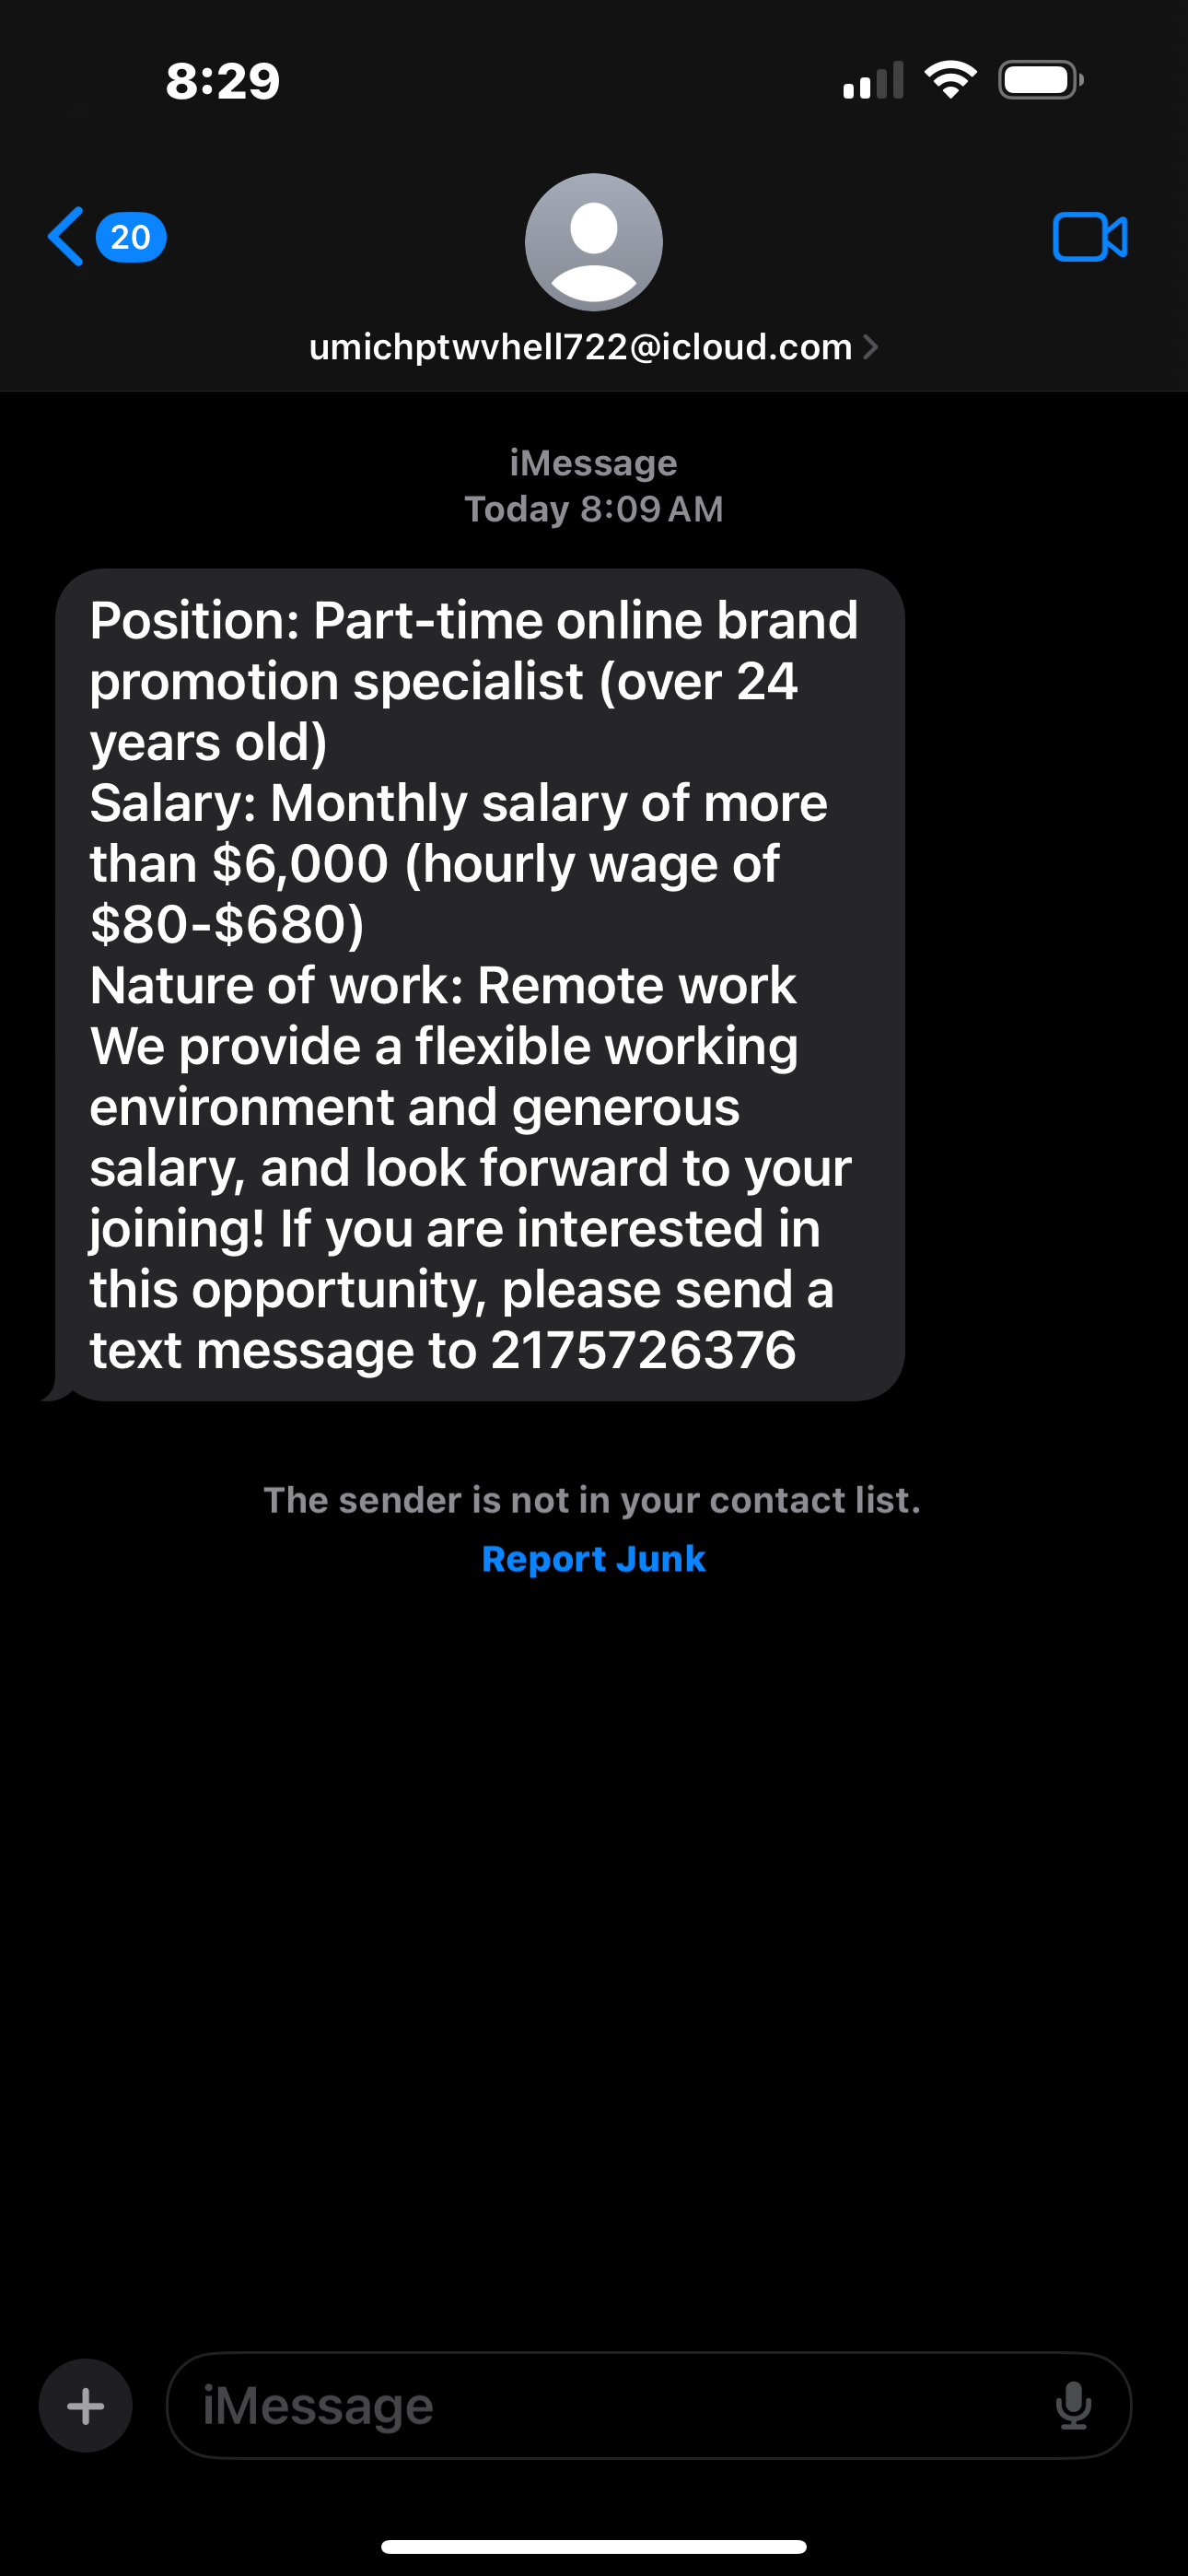 8:29
20
umichptwvhell722@icloud.com
iMessage
Today 8:09 AM
Position: Part-time online brand
promotion specialist (over 24
years old)
Salary: Monthly salary of more
than $6,000 (hourly wage of
$80-$680)
Nature of work: Remote work
We provide a flexible working
environment and generous
salary, and look forward to your
joining! If you are interested in
this opportunity, please send a
text message to 2175726376
The sender is not in your contact list.
Report Junk
iMessage